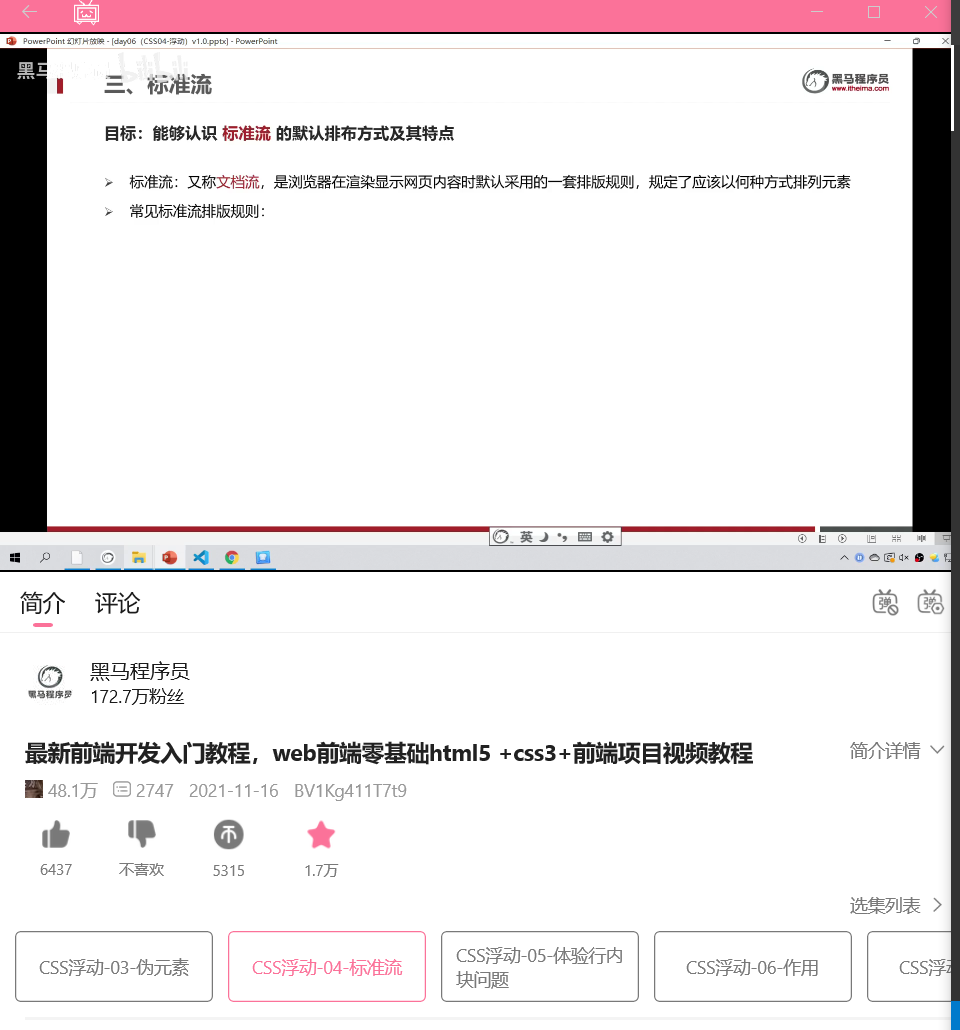 PowerPoint 幻灯片放映 - [day06（CSS04-浮动）v1.0.pptx] - PowerPoint
三、标准流
黑马程序员
www.itheima.com
目标：能够认识 标准流 的默认排布方式及其特点
标准流：又称文档流，是浏览器在渲染显示网页内容时默认采用的一套排版规则，规定了应该以何种方式排列元素
常见标准流排版规则：
英
简介 评论
弹 弹
黑马程序员
黑马程序员
172.7万粉丝
最新前端开发入门教程，web前端零基础html5 +css3+前端项目视频教程
简介详情
48.1万 2747 2021-11-16 BV1Kg411T7t9
6437 不喜欢 5315 1.7万
选集列表
CSS浮动-03-伪元素
CSS浮动-04-标准流
CSS浮动-05-体验行内
块问题
CSS浮动-06-作用